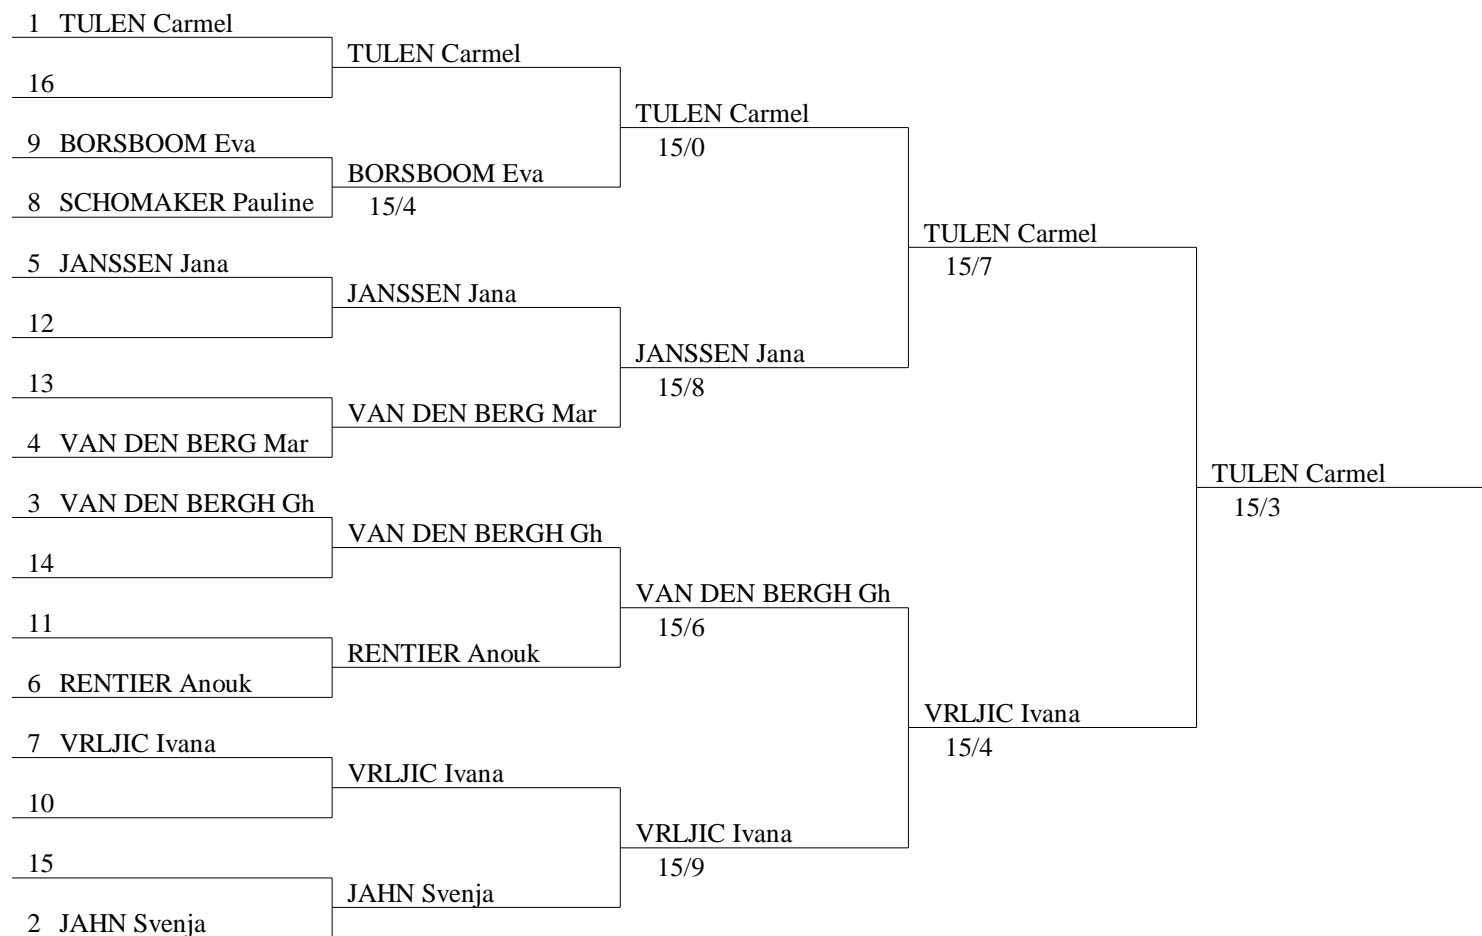 1 TULEN Carmel
16
9 BORSBOOM Eva
8 SCHOMAKER Pauline
5 JANSSEN Jana
12
13
4 VAN DEN BERG Mar
3 VAN DEN BERGH Gh
14
11
6 RENTIER Anouk
7 VRLJIC Ivana
10
15
2 JAHN Svenja
TULEN Carmel
BORSBOOM Eva
15/4
JANSSEN Jana
VAN DEN BERG Mar
VAN DEN BERGH Gh
RENTIER Anouk
VRLJIC Ivana
JAHN Svenja
TULEN Carmel
15/0
JANSSEN Jana
15/8
VAN DEN BERGH Gh
15/6
VRLJIC Ivana
15/9
TULEN Carmel
15/7
VRLJIC Ivana
15/4
TULEN Carmel
15/3